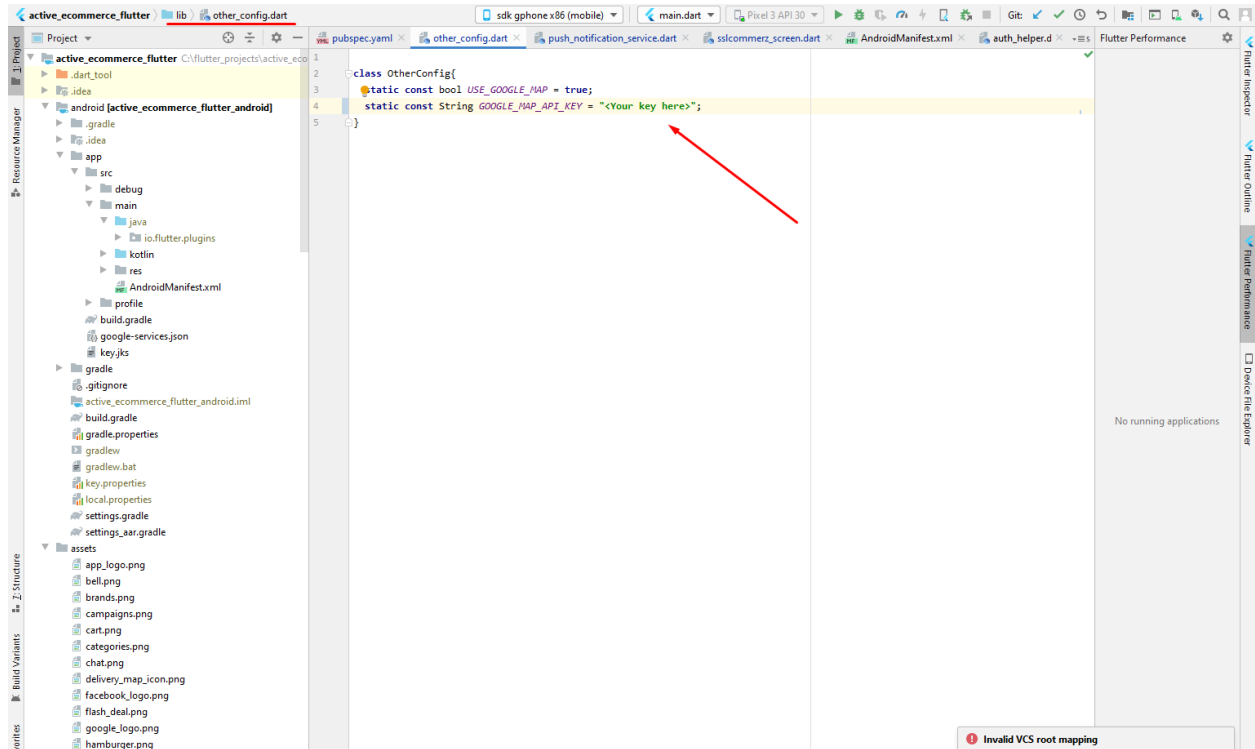 active_ecommerce_flutter lib other_config.dart sdk gphone x86 (mobile) main.dart Pixel 3 API 30 Git:
Project pubspec.yaml other_config.dart push_notification_service.dart sslcommerz_screen.dart AndroidManifest.xml auth_helper.d Flutter Performance
1: Project
Resource Manager
Z: Structure
Build Variants
vorites
active_ecommerce_flutter C:\flutter_projects\active_eco
.dart_tool
.idea
android [active_ecommerce_flutter_android]
.gradle
.idea
app
src
debug
main
java
io.flutter.plugins
kotlin
res
AndroidManifest.xml
profile
build.gradle
google-services.json
key.jks
gradle
.gitignore
active_ecommerce_flutter_android.iml
build.gradle
gradle.properties
gradlew
gradlew.bat
key.properties
local.properties
settings.gradle
settings_aar.gradle
assets
app_logo.png
bell.png
brands.png
campaigns.png
cart.png
categories.png
chat.png
delivery_map_icon.png
facebook_logo.png
flash_deal.png
google_logo.png
hamburger.png
1
2 class OtherConfig{
3 static const bool USE_GOOGLE_MAP = true;
4 static const String GOOGLE_MAP_API_KEY = "<Your key here>";
5 }
No running applications
Flutter Inspector
Flutter Outline
Flutter Performance
Device File Explorer
Invalid VCS root mapping